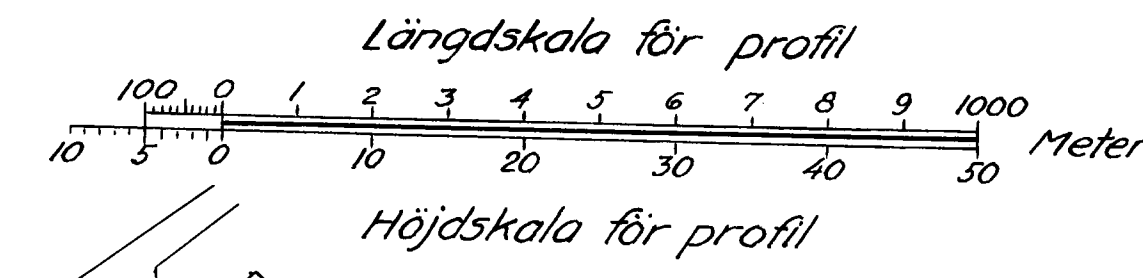 Längdskala för profil
100 0 1 2 3 4 5 6 7 8 9 1000
Meter
10 5 0 10 20 30 40 50
Höjdskala för profil